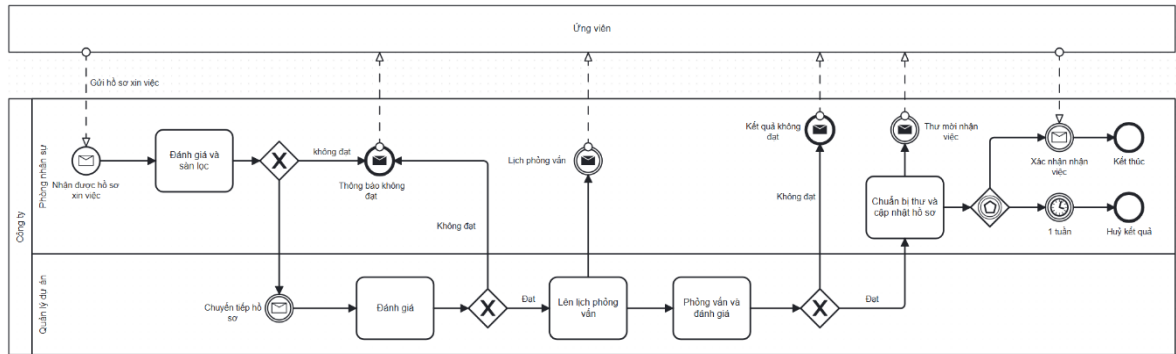 Ứng viên
Gửi hồ sơ xin việc
Công ty
Phòng nhân sự
Nhận được hồ sơ
xin việc
Đánh giá và
sàn lọc
không đạt
Thông báo không
đạt
Không đạt
Lịch phỏng vấn
Kết quả không
đạt
Không đạt
Thư mời nhận
việc
Chuẩn bị thư và
cập nhật hồ sơ
Xác nhận nhận
việc
Kết thúc
1 tuần
Huỷ kết quả
Quản lý dự án
Chuyển tiếp hồ
sơ
Đánh giá
Đạt
Lên lịch phỏng
vấn
Phỏng vấn và
đánh giá
Đạt